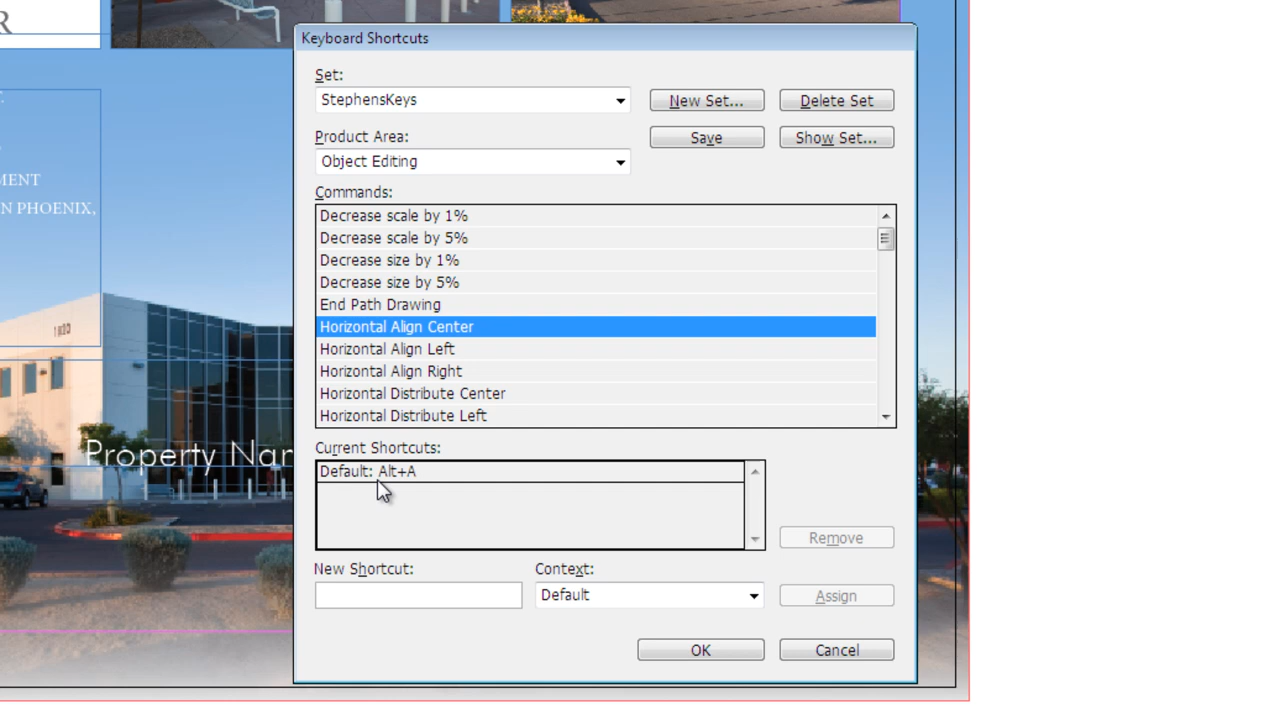 R
Keyboard Shortcuts
Set:
StephensKeys
New Set...
Delete Set
Product Area:
Save
Show Set...
Object Editing
Commands:
Decrease scale by 1%
Decrease scale by 5%
Decrease size by 1%
Decrease size by 5%
End Path Drawing
Horizontal Align Center
Horizontal Align Left
Horizontal Align Right
Horizontal Distribute Center
Horizontal Distribute Left
Current Shortcuts:
Default: Alt+A
Remove
New Shortcut:
Context:
Default
Assign
OK
Cancel
MENT
N PHOENIX,
Property Nam